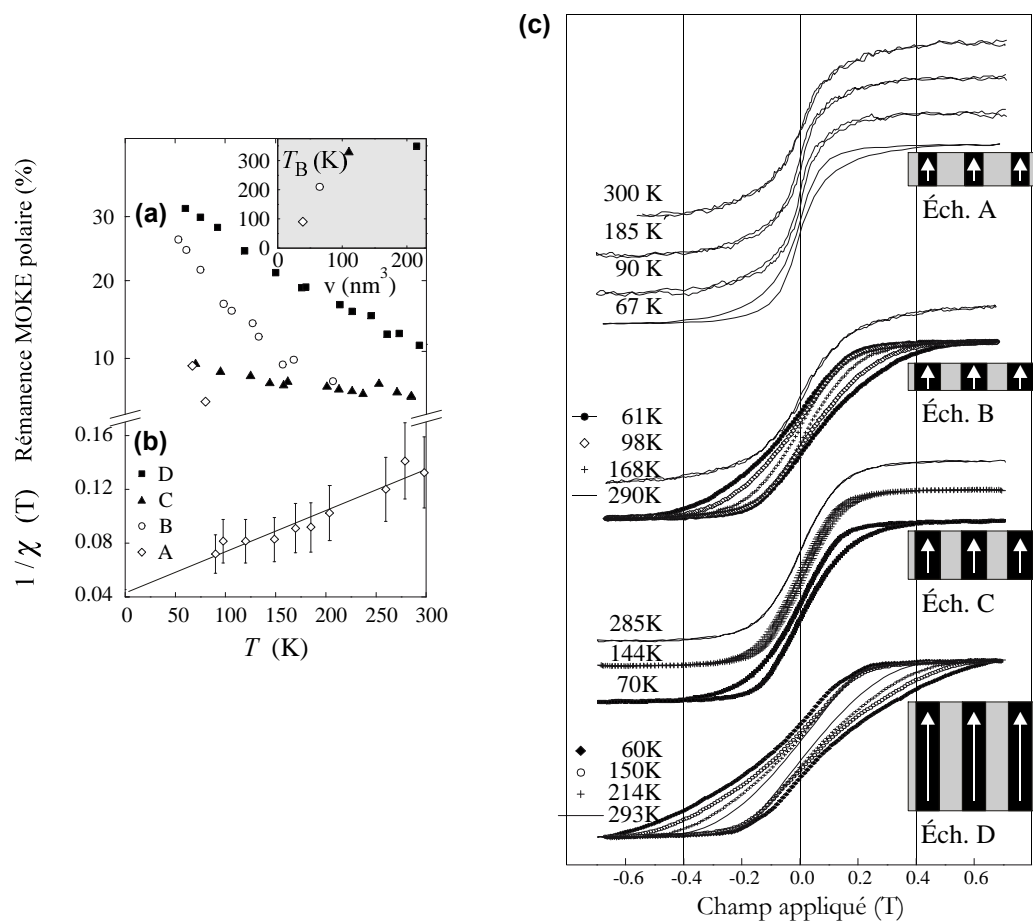 (a)
Rémanence MOKE polaire (%)
30
20
10
T_B (K)
300
200
100
0
0
100
200
v (nm³)
(b)
1 / χ (T)
0.16
0.12
0.08
0.04
D
C
B
A
0
50
100
150
200
250
300
T (K)
(c)
300 K
185 K
90 K
67 K
Éch. A
61K
98K
168K
290K
Éch. B
285K
144K
70K
Éch. C
60K
150K
214K
293K
Éch. D
-0.6
-0.4
-0.2
0.0
0.2
0.4
0.6
Champ appliqué (T)